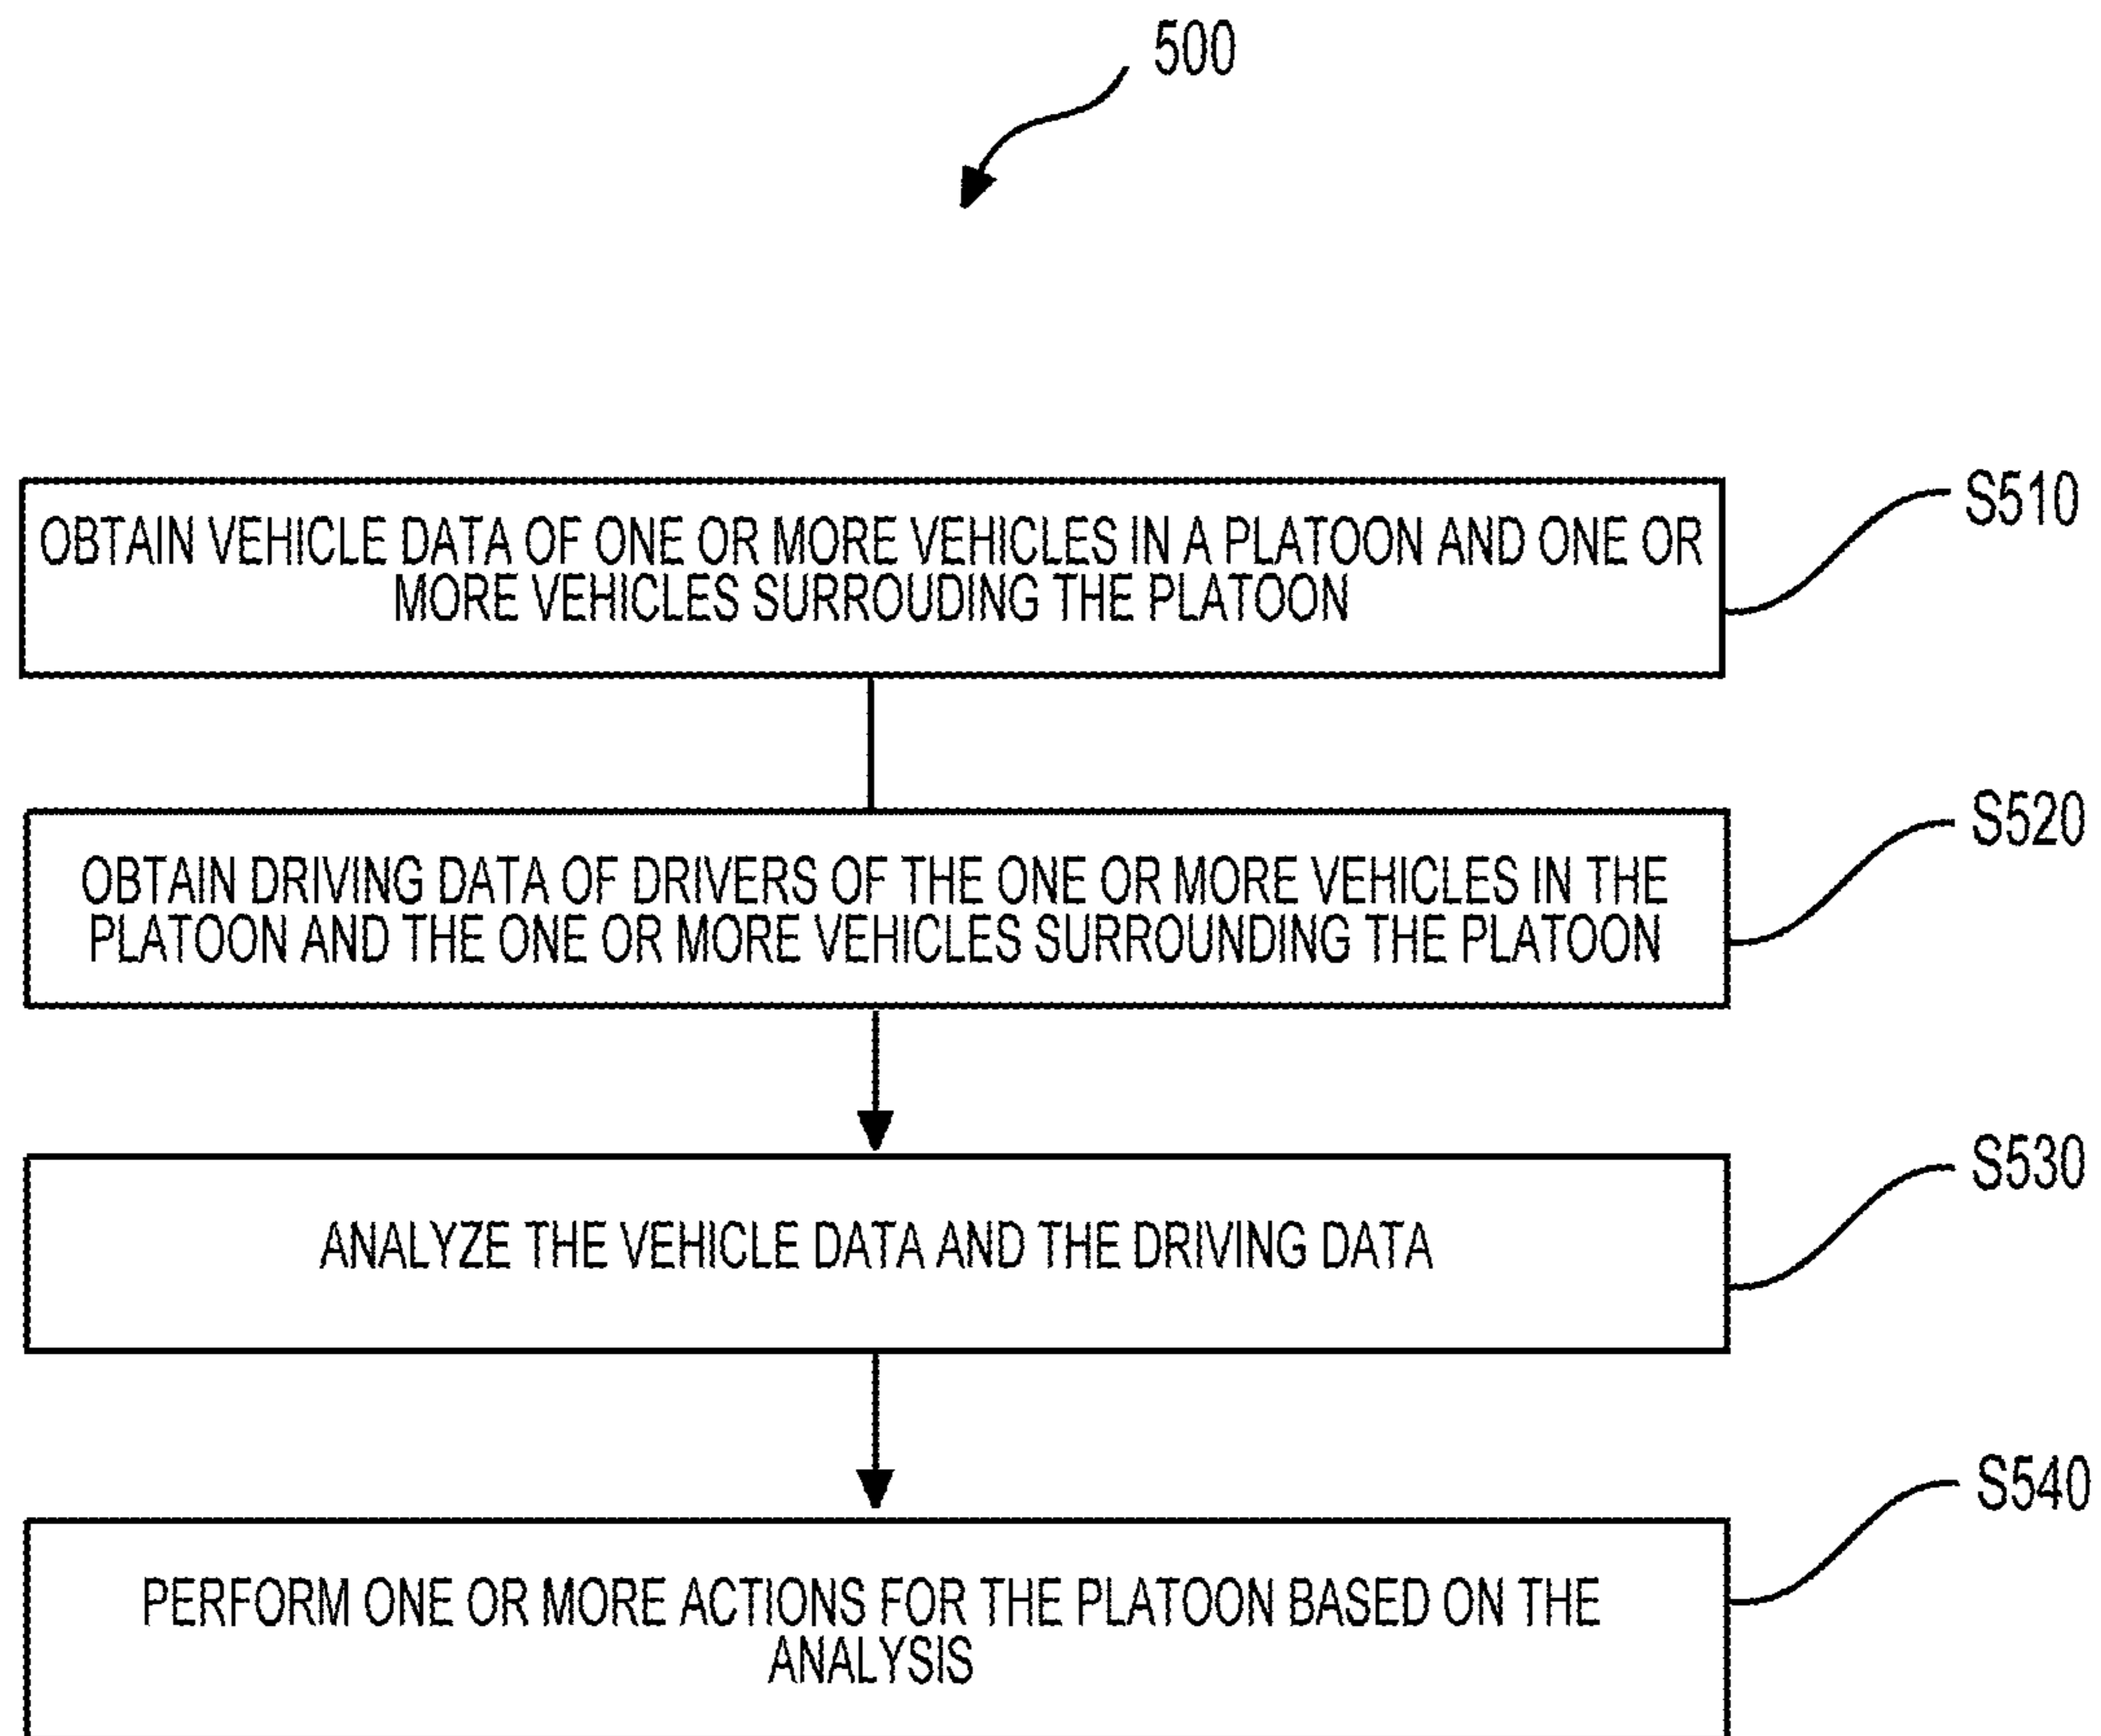 500
S510
OBTAIN VEHICLE DATA OF ONE OR MORE VEHICLES IN A PLATOON AND ONE OR
MORE VEHICLES SURROUDING THE PLATOON
S520
OBTAIN DRIVING DATA OF DRIVERS OF THE ONE OR MORE VEHICLES IN THE
PLATOON AND THE ONE OR MORE VEHICLES SURROUNDING THE PLATOON
S530
ANALYZE THE VEHICLE DATA AND THE DRIVING DATA
S540
PERFORM ONE OR MORE ACTIONS FOR THE PLATOON BASED ON THE
ANALYSIS